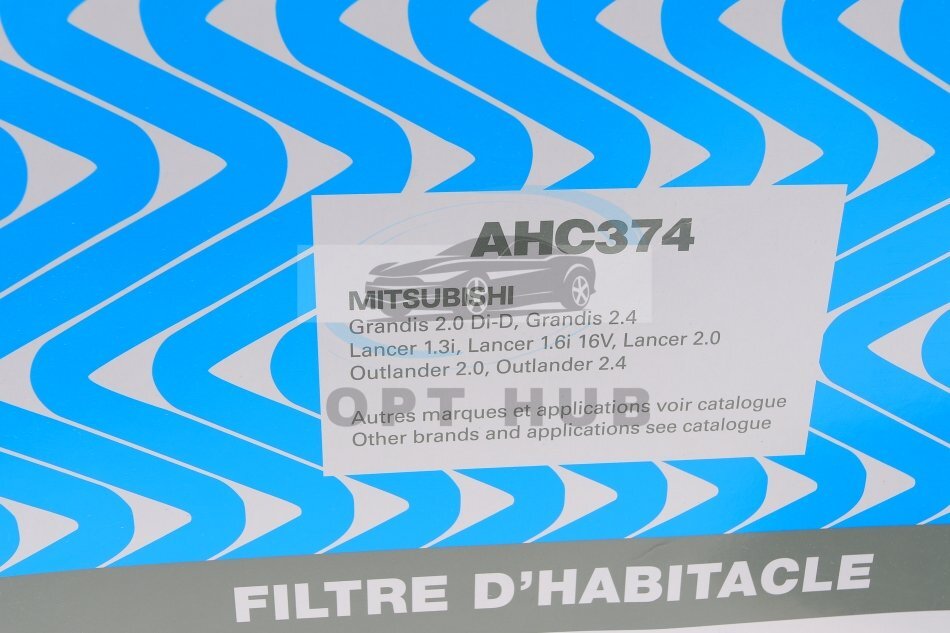 AHC374
MITSUBISHI
Grandis 2.0 Di-D, Grandis 2.4
Lancer 1.3i, Lancer 1.6i 16V, Lancer 2.0
Outlander 2.0, Outlander 2.4
OPT HUB
Autres marques et applications voir catalogue
Other brands and applications see catalogue
FILTRE D'HABITACLE